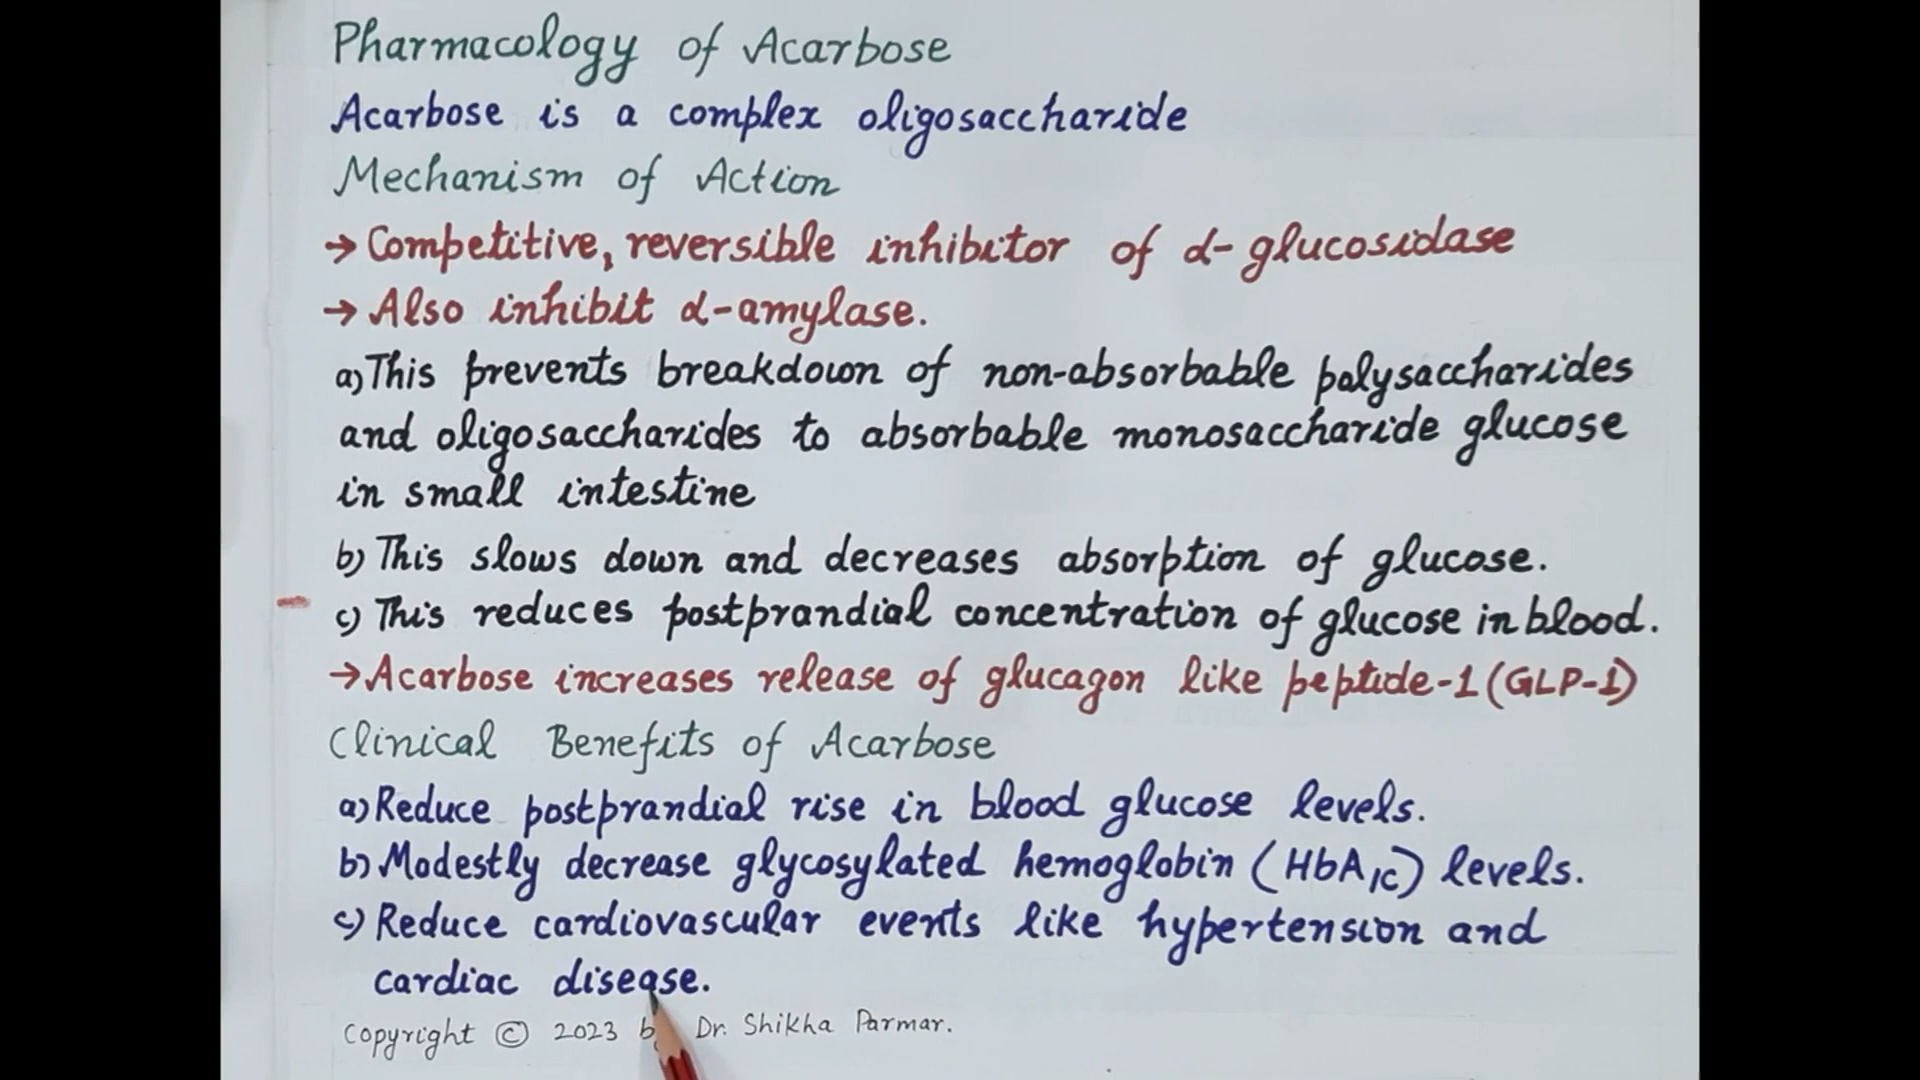 Pharmacology of Acarbose
Acarbose is a complex oligosaccharide
Mechanism of Action
→ Competitive, reversible inhibitor of α-glucosidase
→ Also inhibit α-amylase.
a) This prevents breakdown of non-absorbable polysaccharides
and oligosaccharides to absorbable monosaccharide glucose
in small intestine
b) This slows down and decreases absorption of glucose.
c) This reduces postprandial concentration of glucose in blood.
→ Acarbose increases release of glucagon like peptide-1 (GLP-1)
Clinical Benefits of Acarbose
a) Reduce postprandial rise in blood glucose levels.
b) Modestly decrease glycosylated hemoglobin (HbA1C) levels.
c) Reduce cardiovascular events like hypertension and
cardiac disease.
Copyright © 2023 Dr. Shikha Parmar.